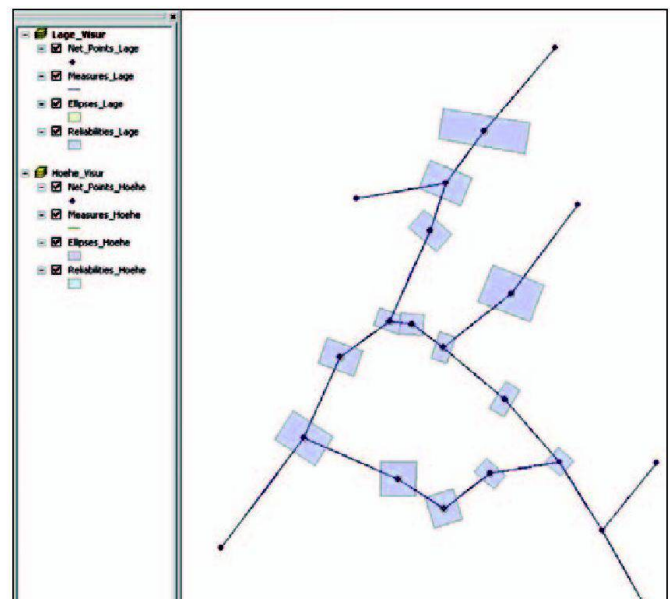 Lage_Visur
Net_Points_Lage
Measures_Lage
Ellipses_Lage
Reliabilities_Lage
Hoehe_Visur
Net_Points_Hoehe
Measures_Hoehe
Ellipses_Hoehe
Reliabilities_Hoehe